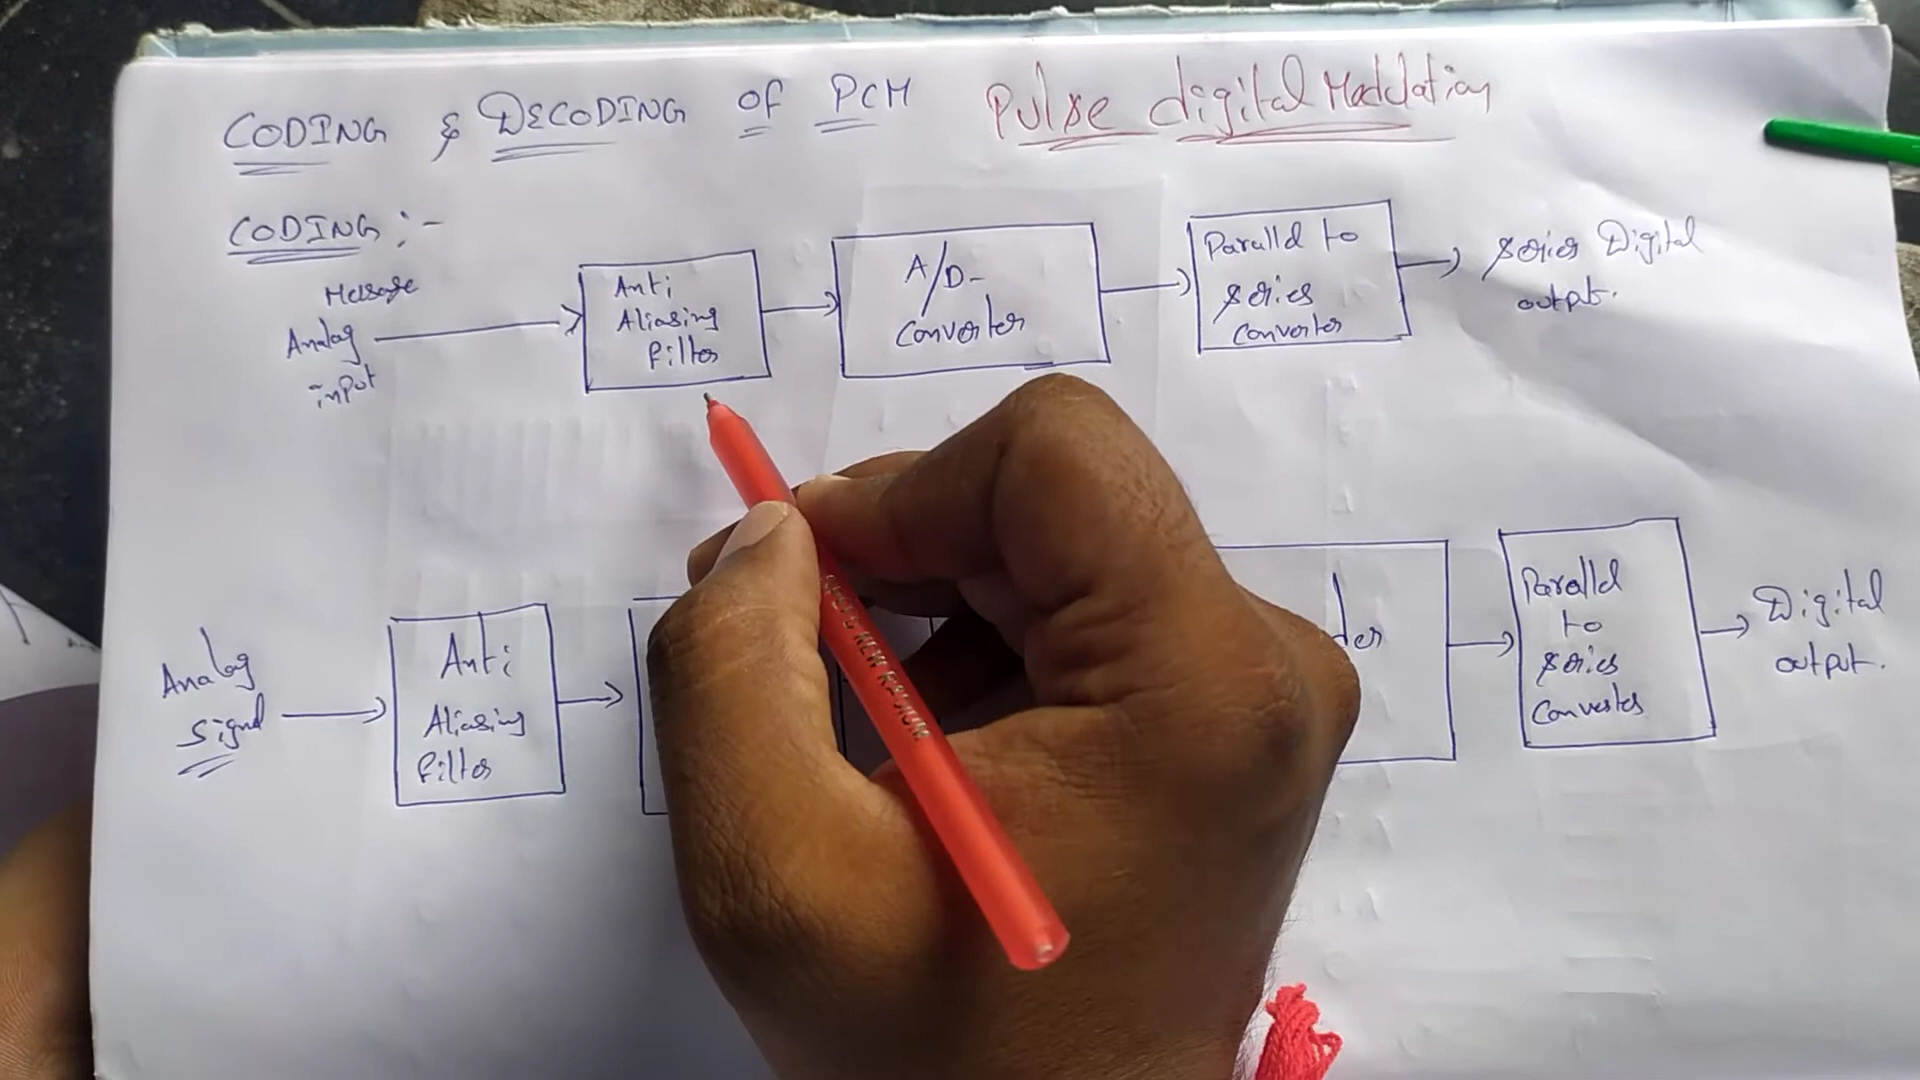 CODING & DECODING OF PCM Pulse digital Modulation
CODING :-
Message
Analog
input
Anti
Aliasing
filter
A/D-
Converter
Parallel to
series
Converter
series Digital
output.
Analog
Signal
Anti
Aliasing
filter
der
Parallel
to
series
Converter
Digital
output.